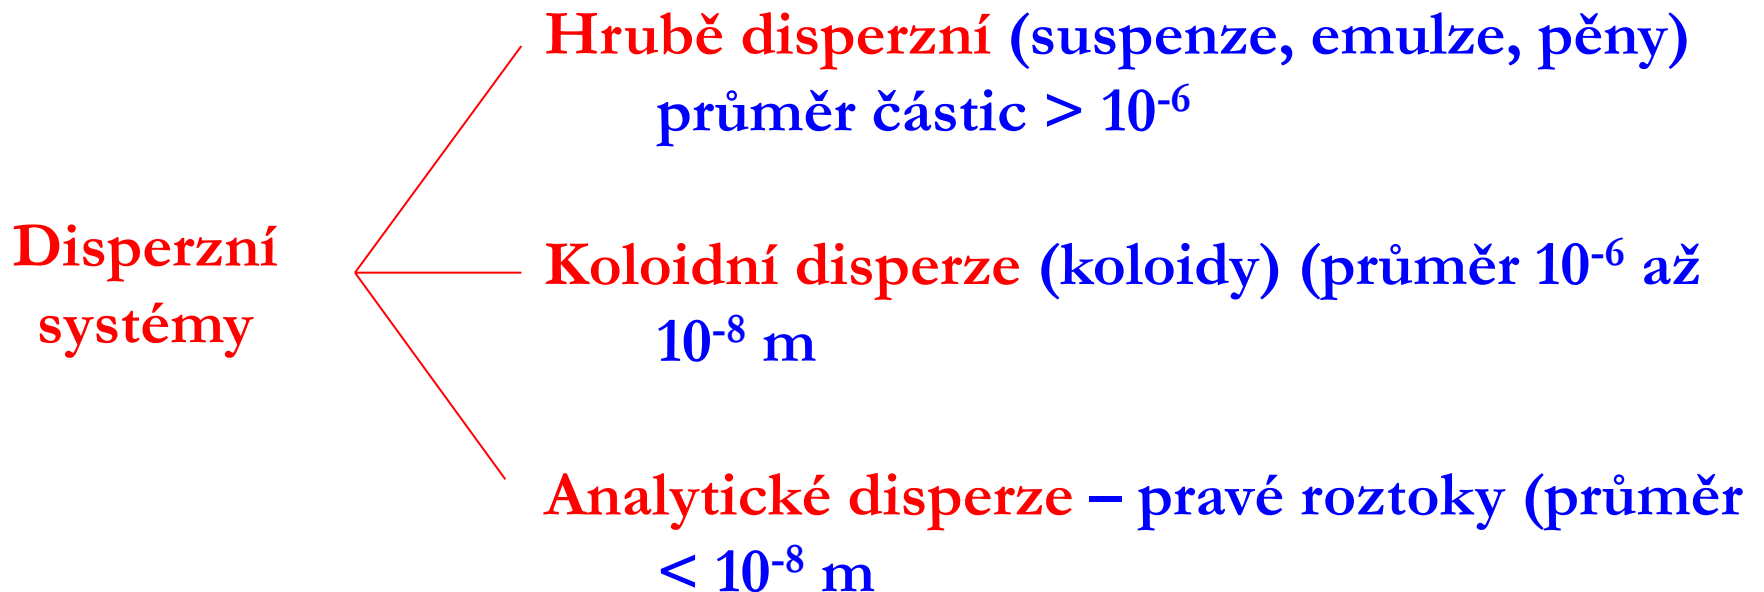 Hrubě disperzní (suspenze, emulze, pěny)
průměr částic > 10⁻⁶
Disperzní
systémy
Koloidní disperze (koloidy) (průměr 10⁻⁶ až
10⁻⁸ m
Analytické disperze – pravé roztoky (průměr
< 10⁻⁸ m